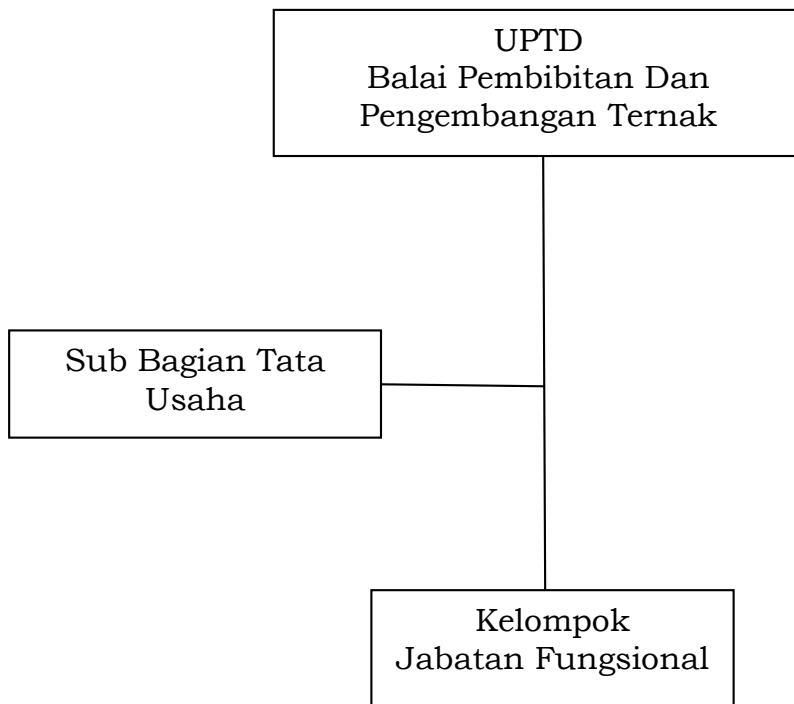 UPTD
Balai Pembibitan Dan
Pengembangan Ternak
Sub Bagian Tata
Usaha
Kelompok
Jabatan Fungsional